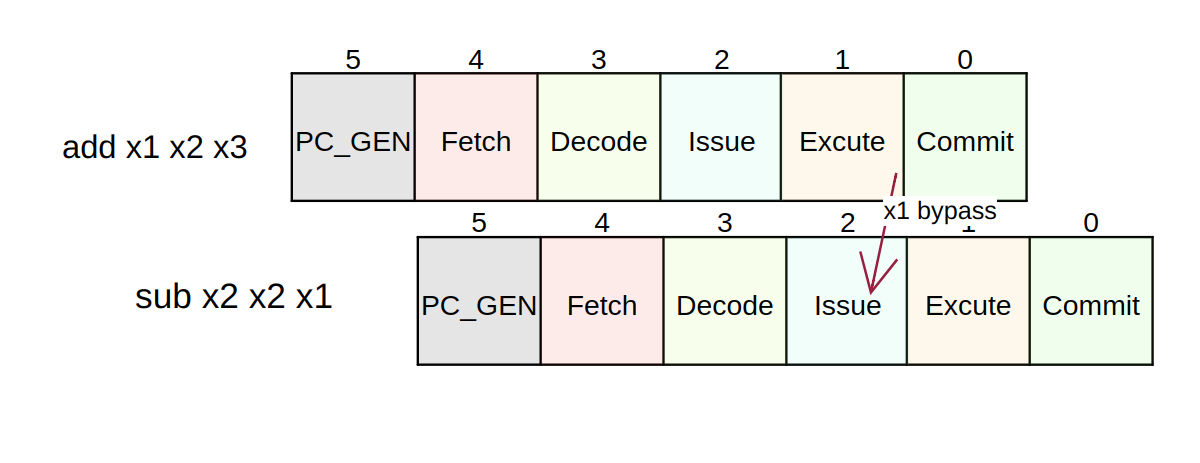 5 4 3 2 1 0
add x1 x2 x3 PC_GEN Fetch Decode Issue Excute Commit
x1 bypass
5 4 3 2 1 0
sub x2 x2 x1 PC_GEN Fetch Decode Issue Excute Commit